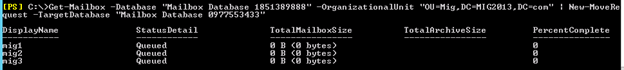 [PS] C:\>Get-Mailbox -Database "Mailbox Database 1851389888" -OrganizationalUnit "OU=Mig,DC=MIG2013,DC=com" | New-MoveRe
quest -TargetDatabase "Mailbox Database 0977553433"
DisplayName StatusDetail TotalMailboxSize TotalArchiveSize PercentComplete
----------- ------------ ---------------- ---------------- ---------------
mig1 Queued 0 B (0 bytes) 0
mig2 Queued 0 B (0 bytes) 0
mig3 Queued 0 B (0 bytes) 0